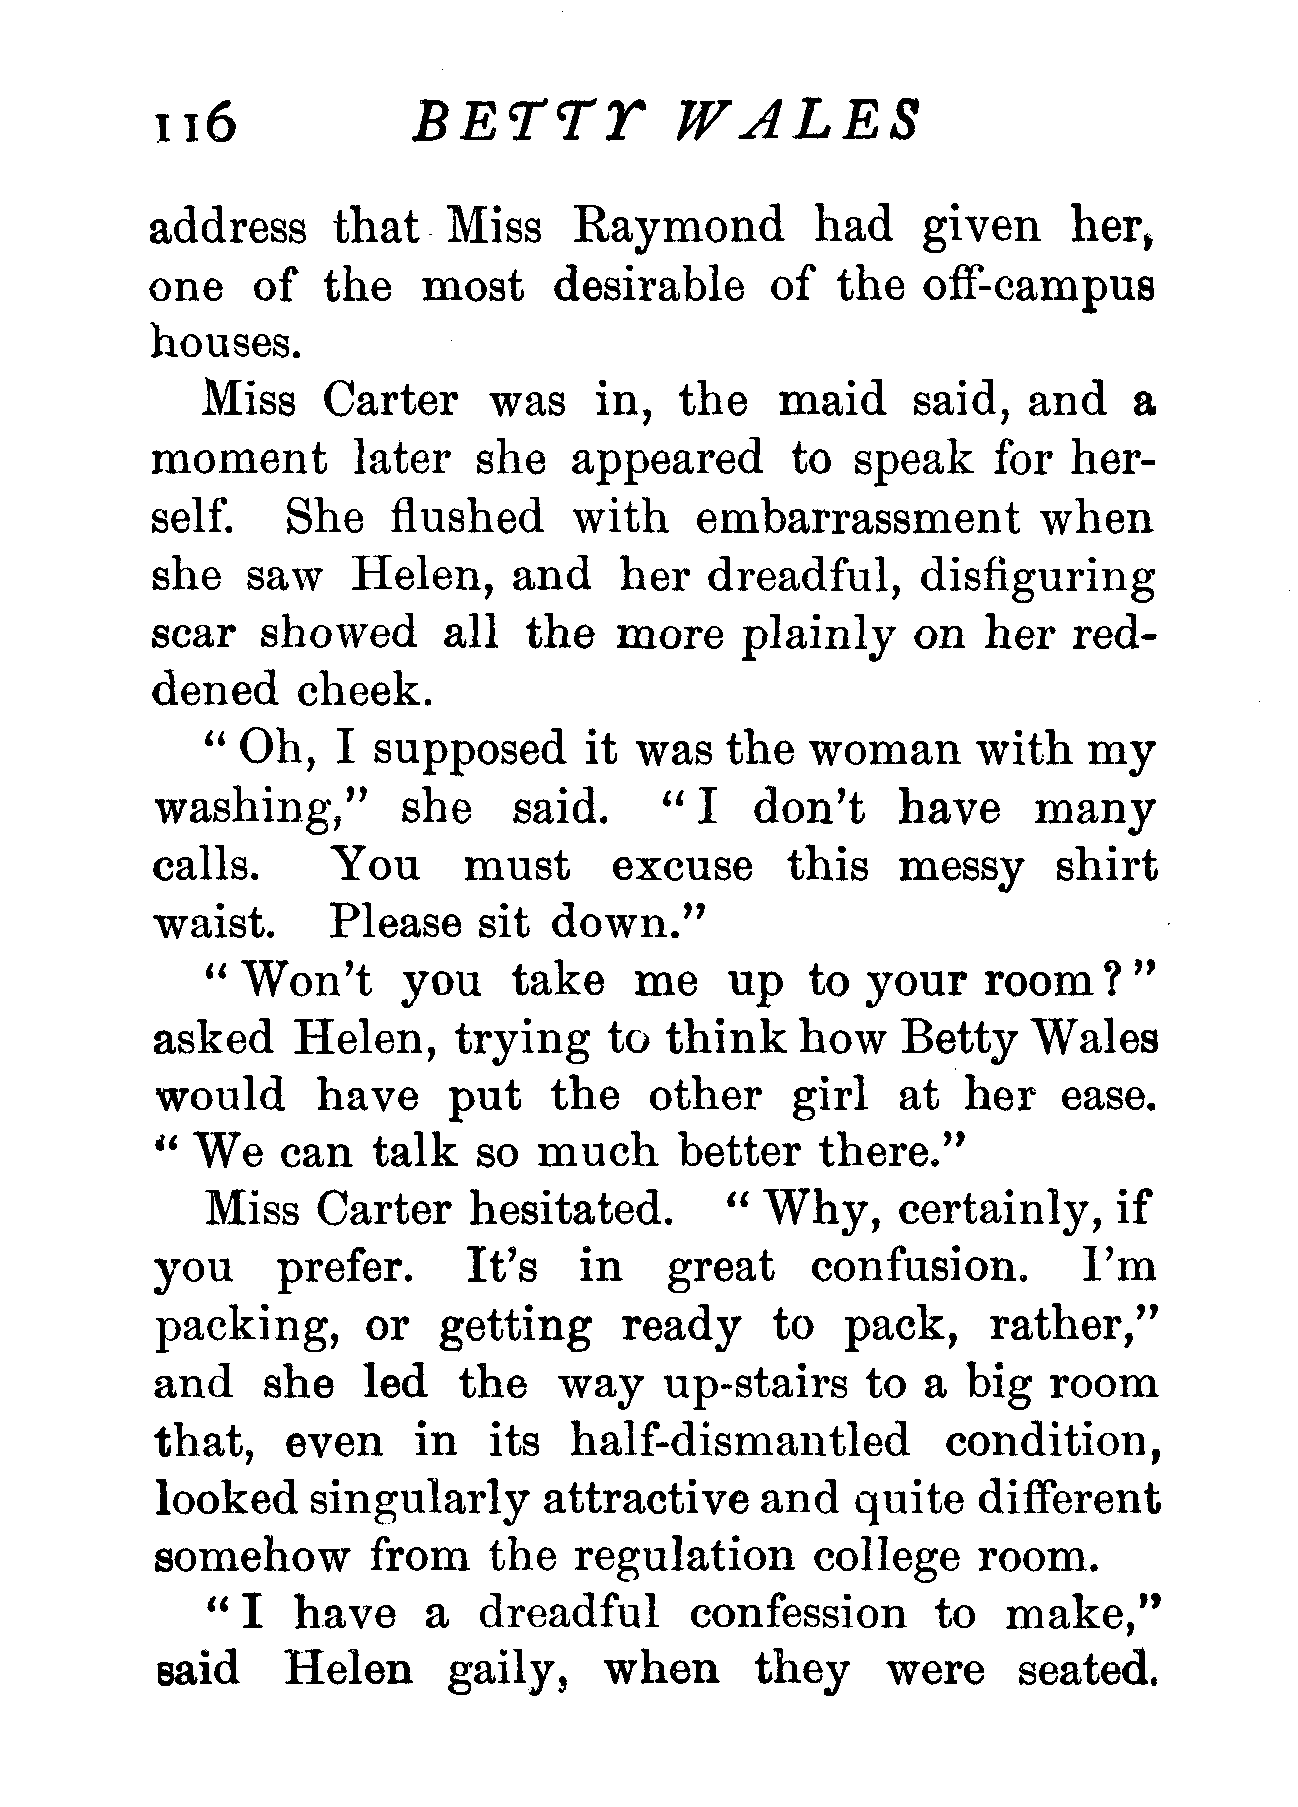 116 BETTY WALES
address that Miss Raymond had given her,
one of the most desirable of the off-campus
houses.
Miss Carter was in, the maid said, and a
moment later she appeared to speak for her-
self. She flushed with embarrassment when
she saw Helen, and her dreadful, disfiguring
scar showed all the more plainly on her red-
dened cheek.
" Oh, I supposed it was the woman with my
washing," she said. " I don't have many
calls. You must excuse this messy shirt
waist. Please sit down."
" Won't you take me up to your room ? "
asked Helen, trying to think how Betty Wales
would have put the other girl at her ease.
" We can talk so much better there."
Miss Carter hesitated. " Why, certainly, if
you prefer. It's in great confusion. I'm
packing, or getting ready to pack, rather,"
and she led the way up-stairs to a big room
that, even in its half-dismantled condition,
looked singularly attractive and quite different
somehow from the regulation college room.
" I have a dreadful confession to make,"
said Helen gaily, when they were seated.